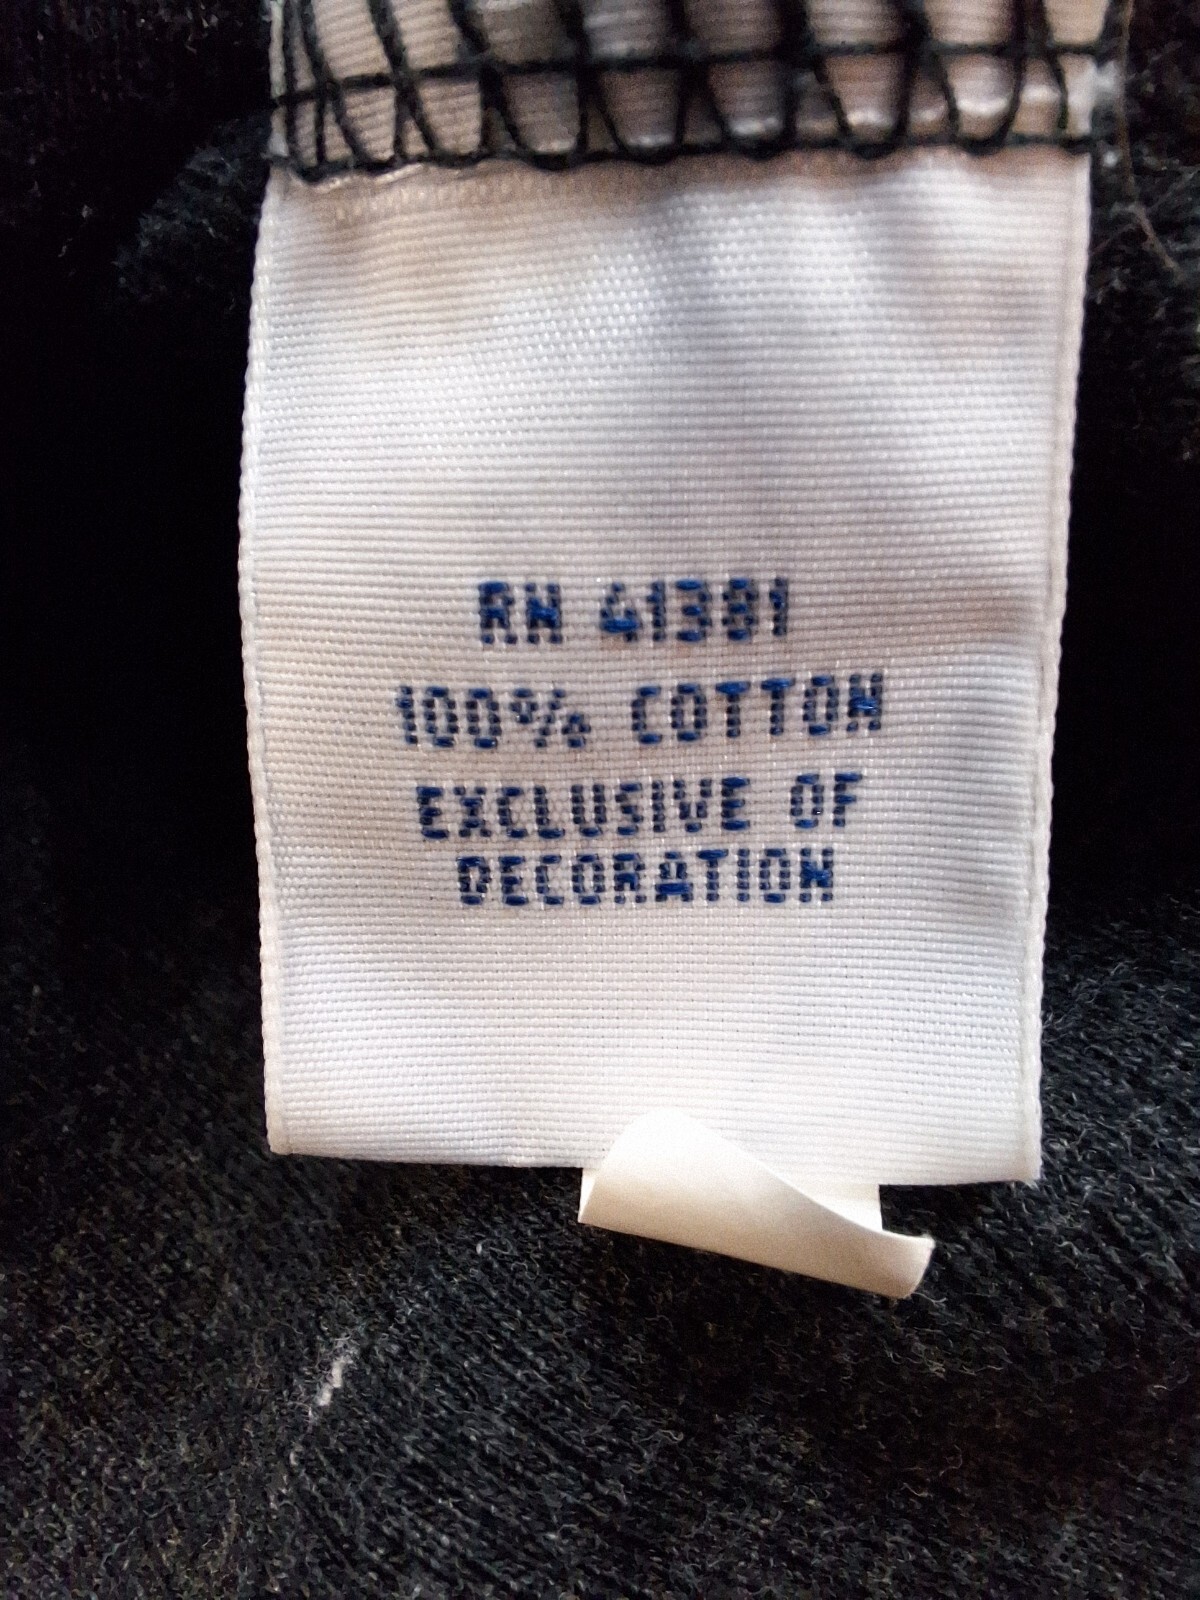 RN 41381
100% COTTON
EXCLUSIVE OF
DECORATION